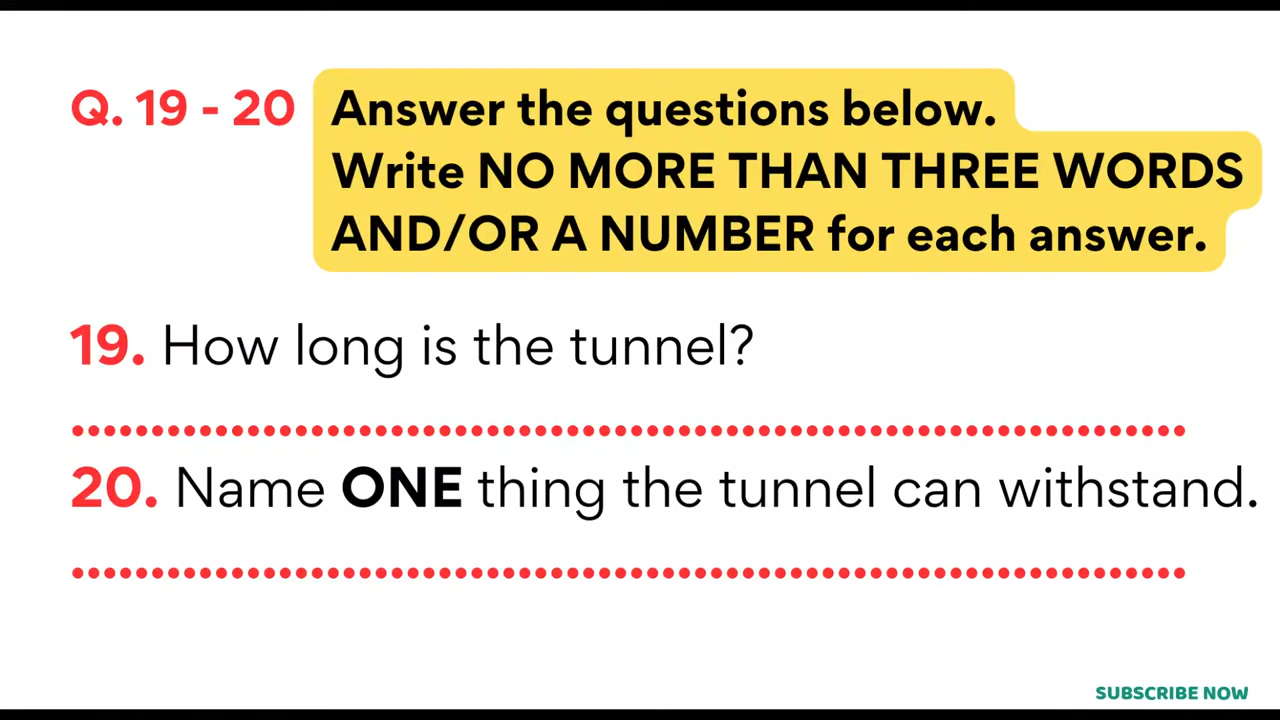 Q. 19 - 20 Answer the questions below.
Write NO MORE THAN THREE WORDS
AND/OR A NUMBER for each answer.
19. How long is the tunnel?
......................................................................
20. Name ONE thing the tunnel can withstand.
......................................................................
SUBSCRIBE NOW